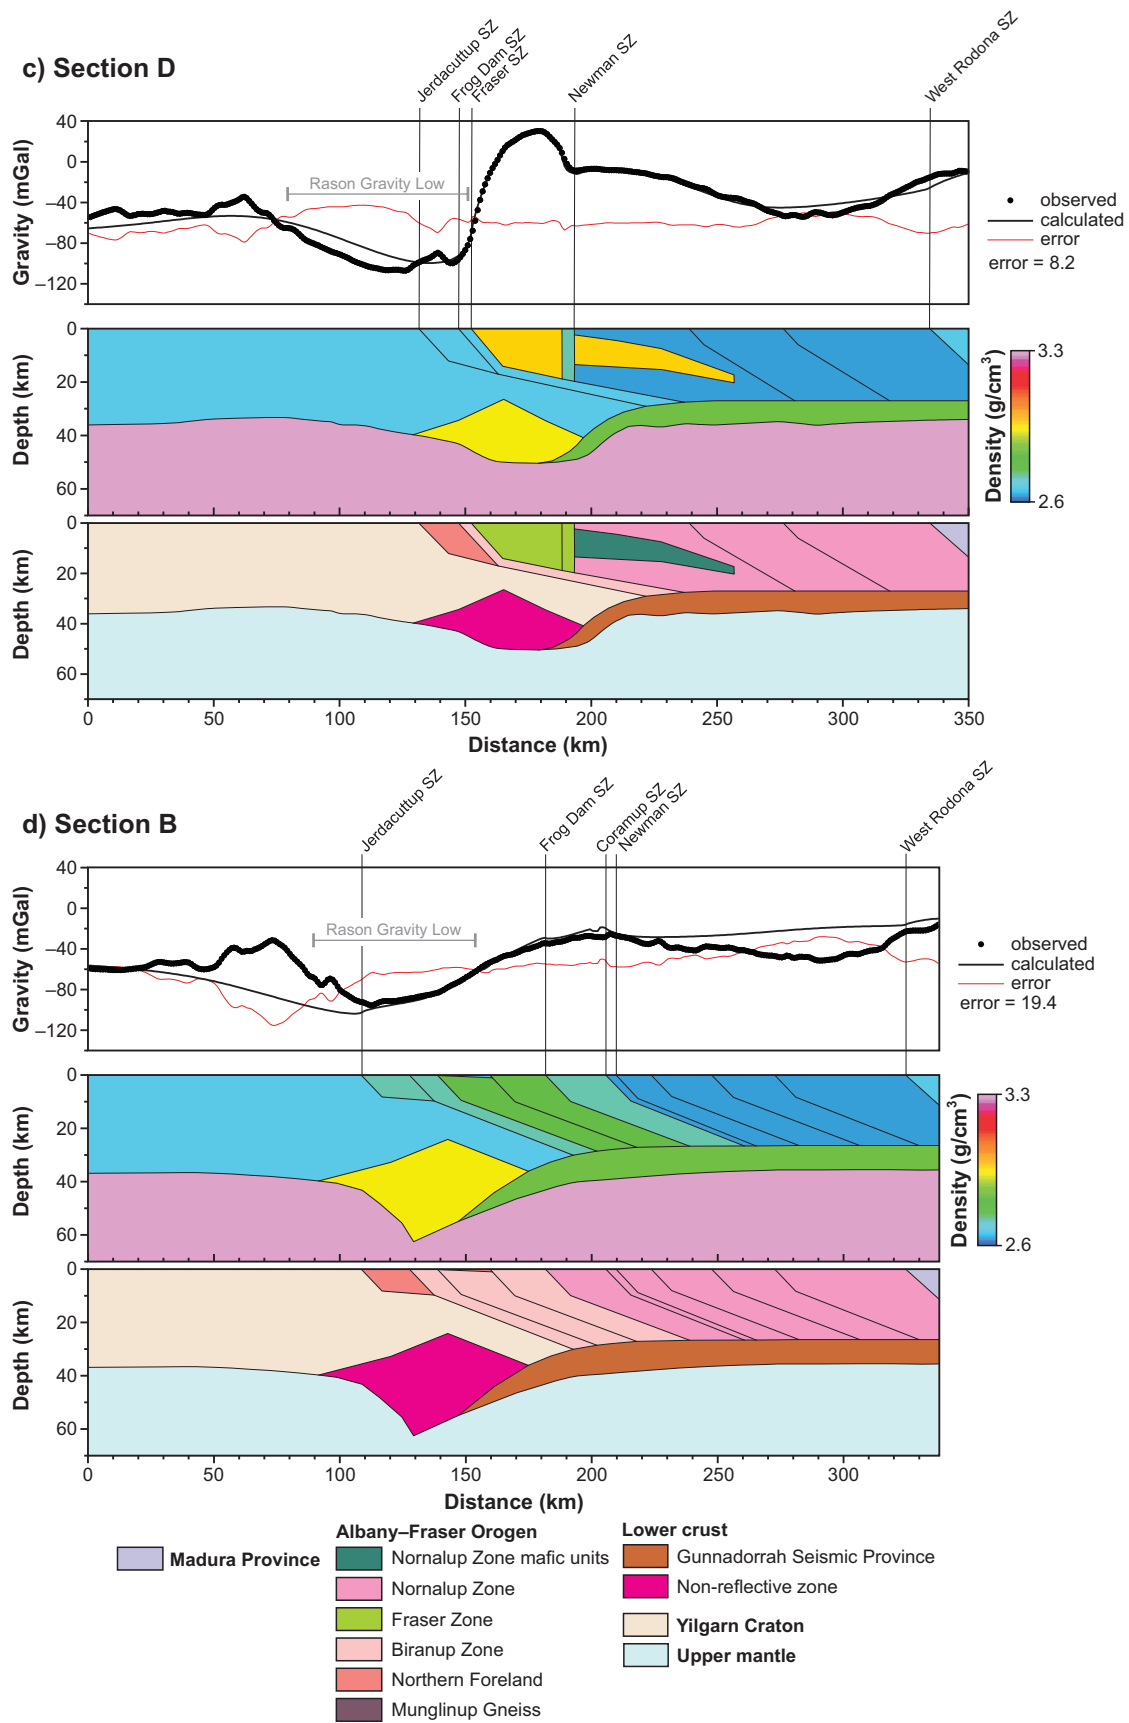 c) Section D
Jerdacuttup SZ
Frog Dam SZ
Fraser SZ
Newman SZ
West Rodona SZ
Gravity (mGal)
40
0
−40
−80
−120
Rason Gravity Low
observed
calculated
error
error = 8.2
Depth (km)
0
20
40
60
Density (g/cm³)
3.3
2.6
Depth (km)
0
20
40
60
0 50 100 150 200 250 300 350
Distance (km)
d) Section B
Jerdacuttup SZ
Frog Dam SZ
Coramup SZ
Newman SZ
West Rodona SZ
Gravity (mGal)
40
0
−40
−80
−120
Rason Gravity Low
observed
calculated
error
error = 19.4
Depth (km)
0
20
40
60
Density (g/cm³)
3.3
2.6
Depth (km)
0
20
40
60
0 50 100 150 200 250 300
Distance (km)
Madura Province
Albany–Fraser Orogen
Nornalup Zone mafic units
Nornalup Zone
Fraser Zone
Biranup Zone
Northern Foreland
Munglinup Gneiss
Lower crust
Gunnadorrah Seismic Province
Non-reflective zone
Yilgarn Craton
Upper mantle